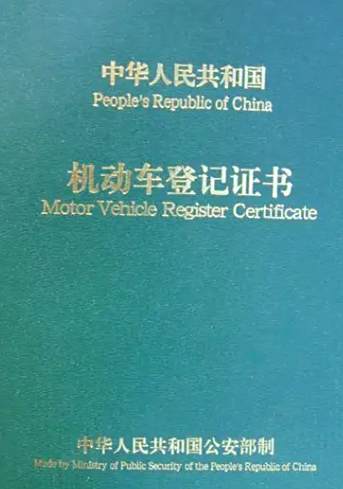 中华人民共和国
People's Republic of China
机动车登记证书
Motor Vehicle Register Certificate
中华人民共和国公安部制
Made by Ministry of Public Security of the People's Republic of China